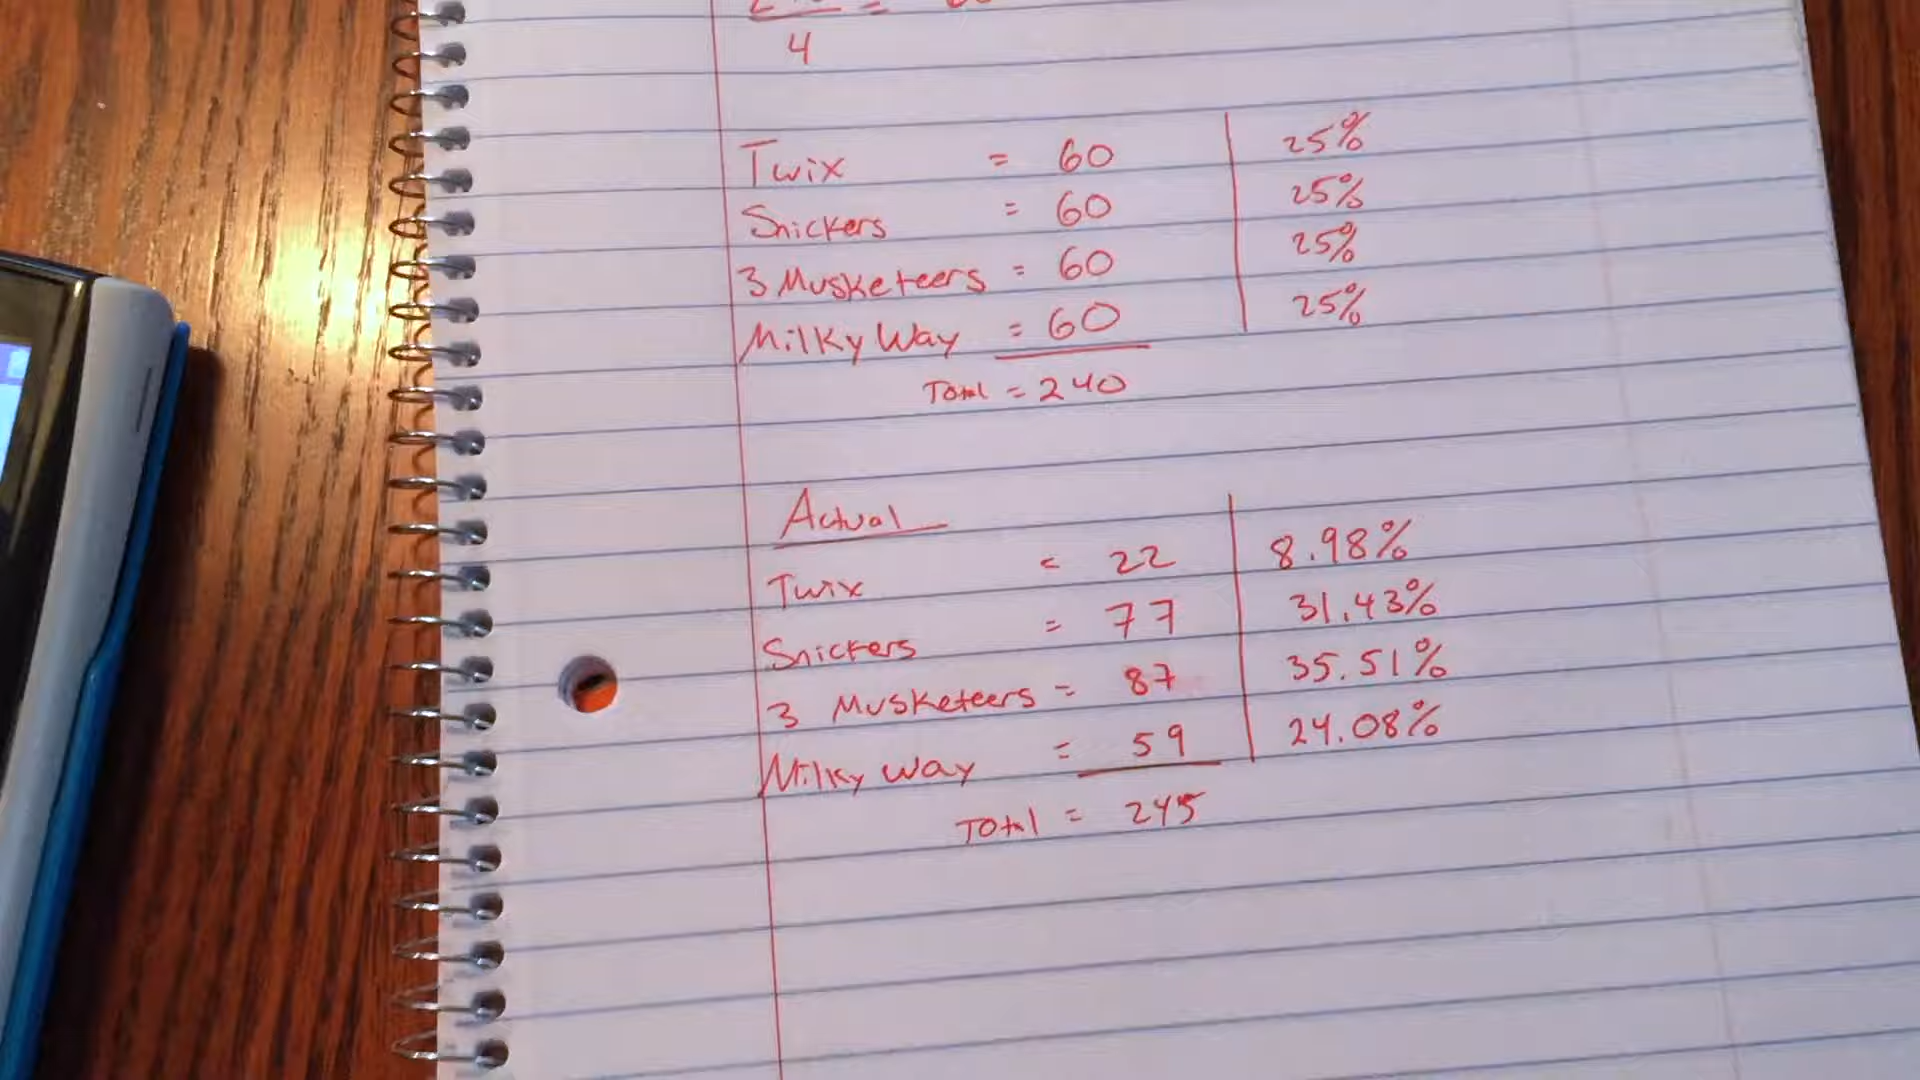 4
Twix = 60 25%
Snickers = 60 25%
3 Musketeers = 60 25%
Milky Way = 60 25%
Total = 240
Actual
Twix = 22 8.98%
Snickers = 77 31.43%
3 Musketeers = 87 35.51%
Milky Way = 59 24.08%
Total = 245